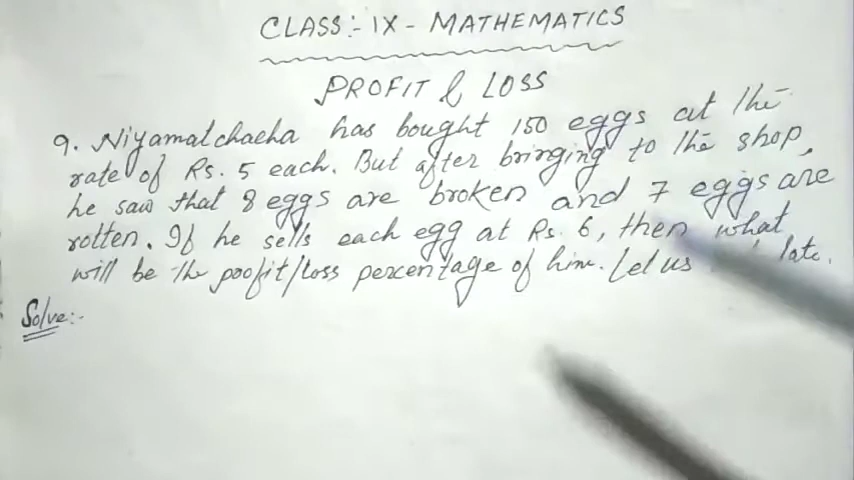 CLASS:- IX - MATHEMATICS
PROFIT & LOSS
9. Niyamatchacha has bought 150 eggs at the
rate of Rs. 5 each. But after bringing to the shop,
he saw that 8 eggs are broken and 7 eggs are
rotten. If he sells each egg at Rs. 6, then what
will be the profit/loss percentage of him. Let us late.
Solve:-